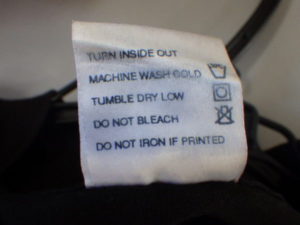 TURN INSIDE OUT
MACHINE WASH COLD
TUMBLE DRY LOW
DO NOT BLEACH
DO NOT IRON IF PRINTED